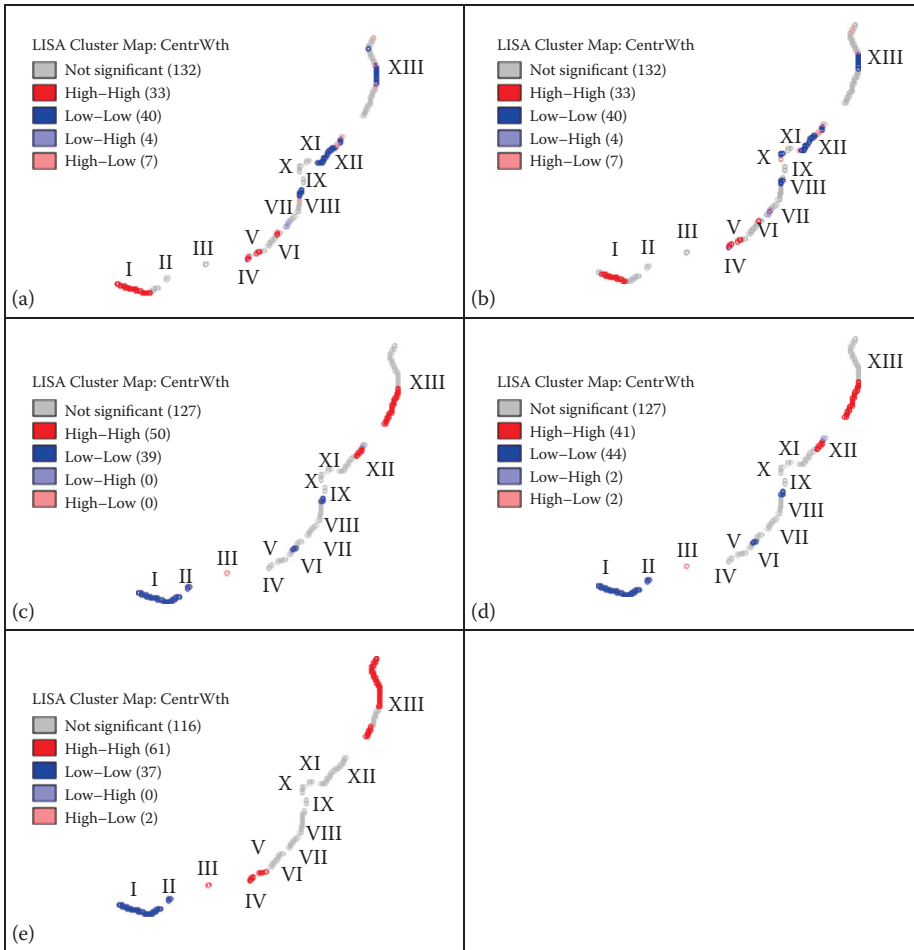 LISA Cluster Map: CentrWth
Not significant (132)
High–High (33)
Low–Low (40)
Low–High (4)
High–Low (7)
XIII
XI
XII
X
IX
VII
VIII
V
VI
III
II
I
IV
(a)
LISA Cluster Map: CentrWth
Not significant (132)
High–High (33)
Low–Low (40)
Low–High (4)
High–Low (7)
XIII
XI
XII
X
IX
VIII
VII
V
VI
III
II
I
IV
(b)
LISA Cluster Map: CentrWth
Not significant (127)
High–High (50)
Low–Low (39)
Low–High (0)
High–Low (0)
XIII
XI
XII
X
IX
VIII
V
VII
III
VI
I
II
IV
(c)
LISA Cluster Map: CentrWth
Not significant (127)
High–High (41)
Low–Low (44)
Low–High (2)
High–Low (2)
XIII
XI
XII
X
IX
VIII
V
VII
III
VI
I
II
IV
(d)
LISA Cluster Map: CentrWth
Not significant (116)
High–High (61)
Low–Low (37)
Low–High (0)
High–Low (2)
XIII
XI
XII
X
IX
VIII
V
VII
III
VI
I
II
IV
(e)